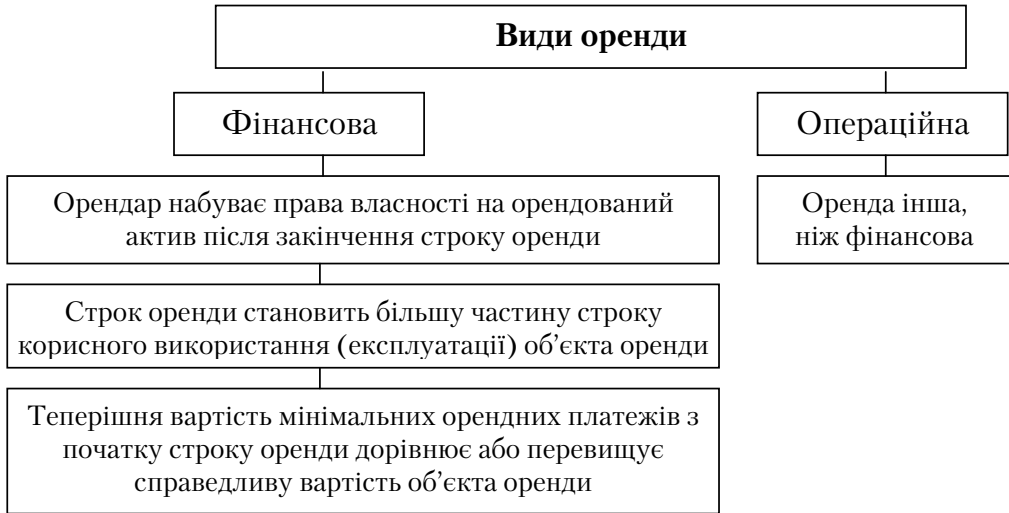 Види оренди
Фінансова
Операційна
Орендар набуває права власності на орендований
актив після закінчення строку оренди
Оренда інша,
ніж фінансова
Строк оренди становить більшу частину строку
корисного використання (експлуатації) об’єкта оренди
Теперішня вартість мінімальних орендних платежів з
початку строку оренди дорівнює або перевищує
справедливу вартість об’єкта оренди